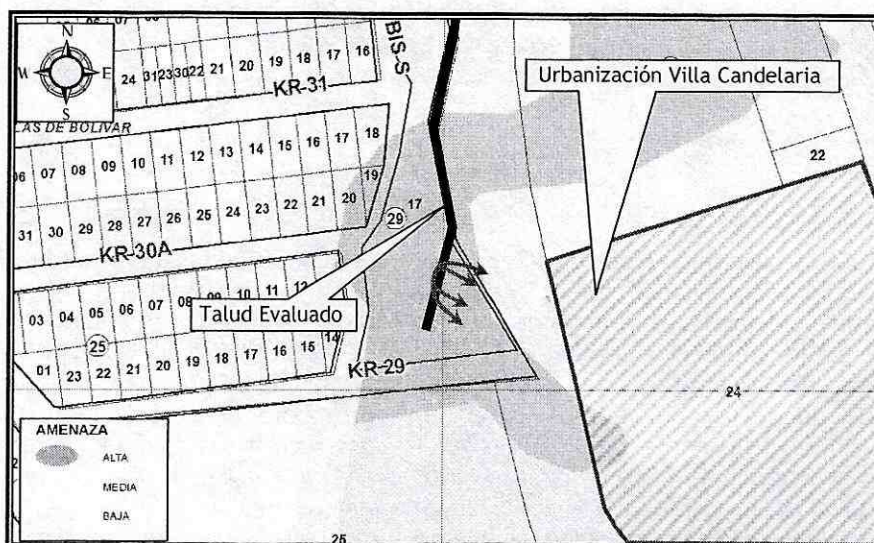 N
W E
S
06 07
24 31 23 30 22 21 20 19 18 17 16
BIS-S
KR-31
LAS DE BOLIVAR
06 07 08 09 10 11 12 13 14 15 16 17 18
19
31 30 29 28 27 26 25 24 23 22 21 20
KR-30A
29 17
Urbanización Villa Candelaria
22
03 04 05 06 07 08 09 10 11 12
Talud Evaluado
25
01 23 22 21 20 19 18 17 16 15 14
KR-29
24
AMENAZA
ALTA
MEDIA
BAJA
25